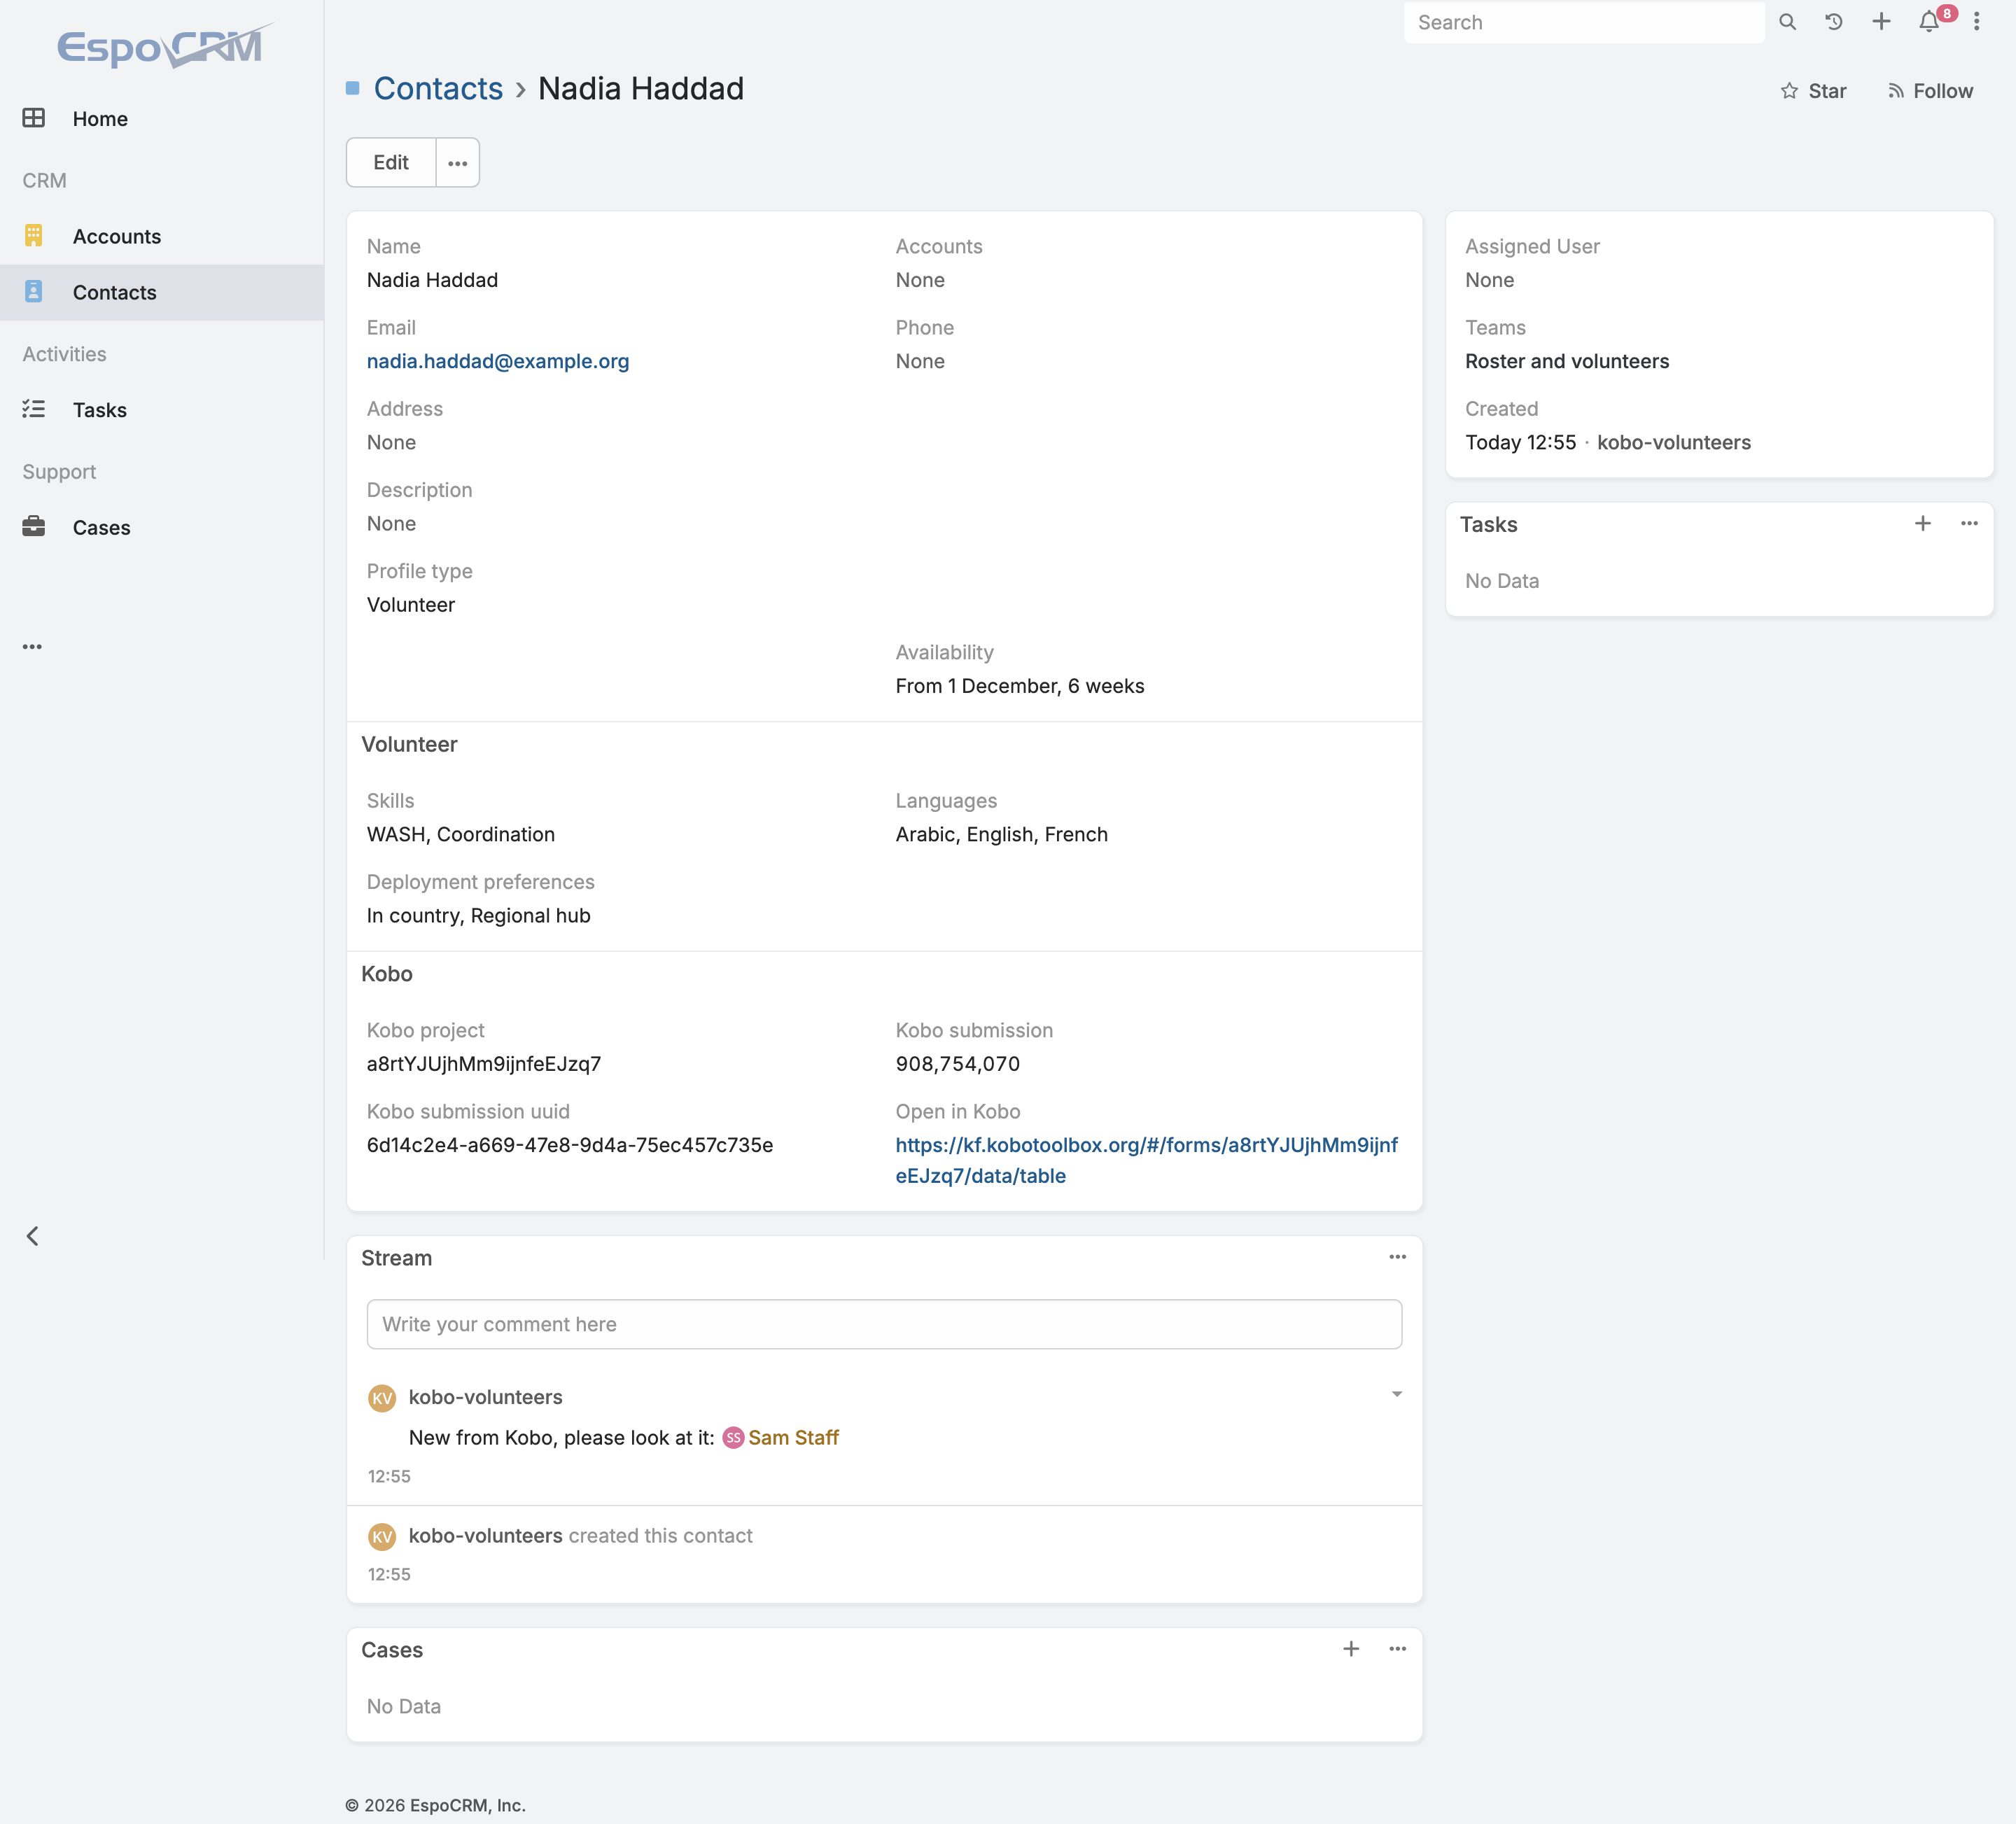 EspoCRM
Search
8
Home
CRM
Accounts
Contacts
Activities
Tasks
Support
Cases
Contacts › Nadia Haddad
Star
Follow
Edit
Name
Nadia Haddad
Accounts
None
Email
nadia.haddad@example.org
Phone
None
Address
None
Description
None
Profile type
Volunteer
Availability
From 1 December, 6 weeks
Volunteer
Skills
WASH, Coordination
Languages
Arabic, English, French
Deployment preferences
In country, Regional hub
Kobo
Kobo project
a8rtYJUjhMm9ijnfeEJzq7
Kobo submission
908,754,070
Kobo submission uuid
6d14c2e4-a669-47e8-9d4a-75ec457c735e
Open in Kobo
https://kf.kobotoolbox.org/#/forms/a8rtYJUjhMm9ijnf
eEJzq7/data/table
Stream
Write your comment here
KV kobo-volunteers
New from Kobo, please look at it: SS Sam Staff
12:55
KV kobo-volunteers created this contact
12:55
Cases
No Data
Assigned User
None
Teams
Roster and volunteers
Created
Today 12:55 · kobo-volunteers
Tasks
No Data
© 2026 EspoCRM, Inc.